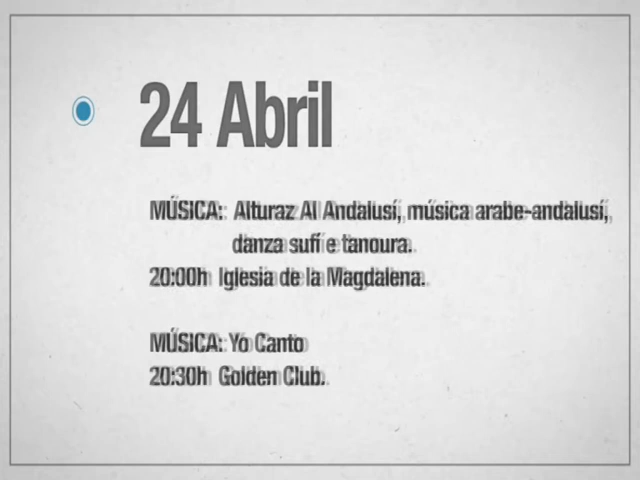 24 Abril
MÚSICA: Alturaz Al Andalusí, música arabe-andalusí,
danza sufí e tanoura.
20:00h Iglesia de la Magdalena.
MÚSICA: Yo Canto
20:30h Golden Club.